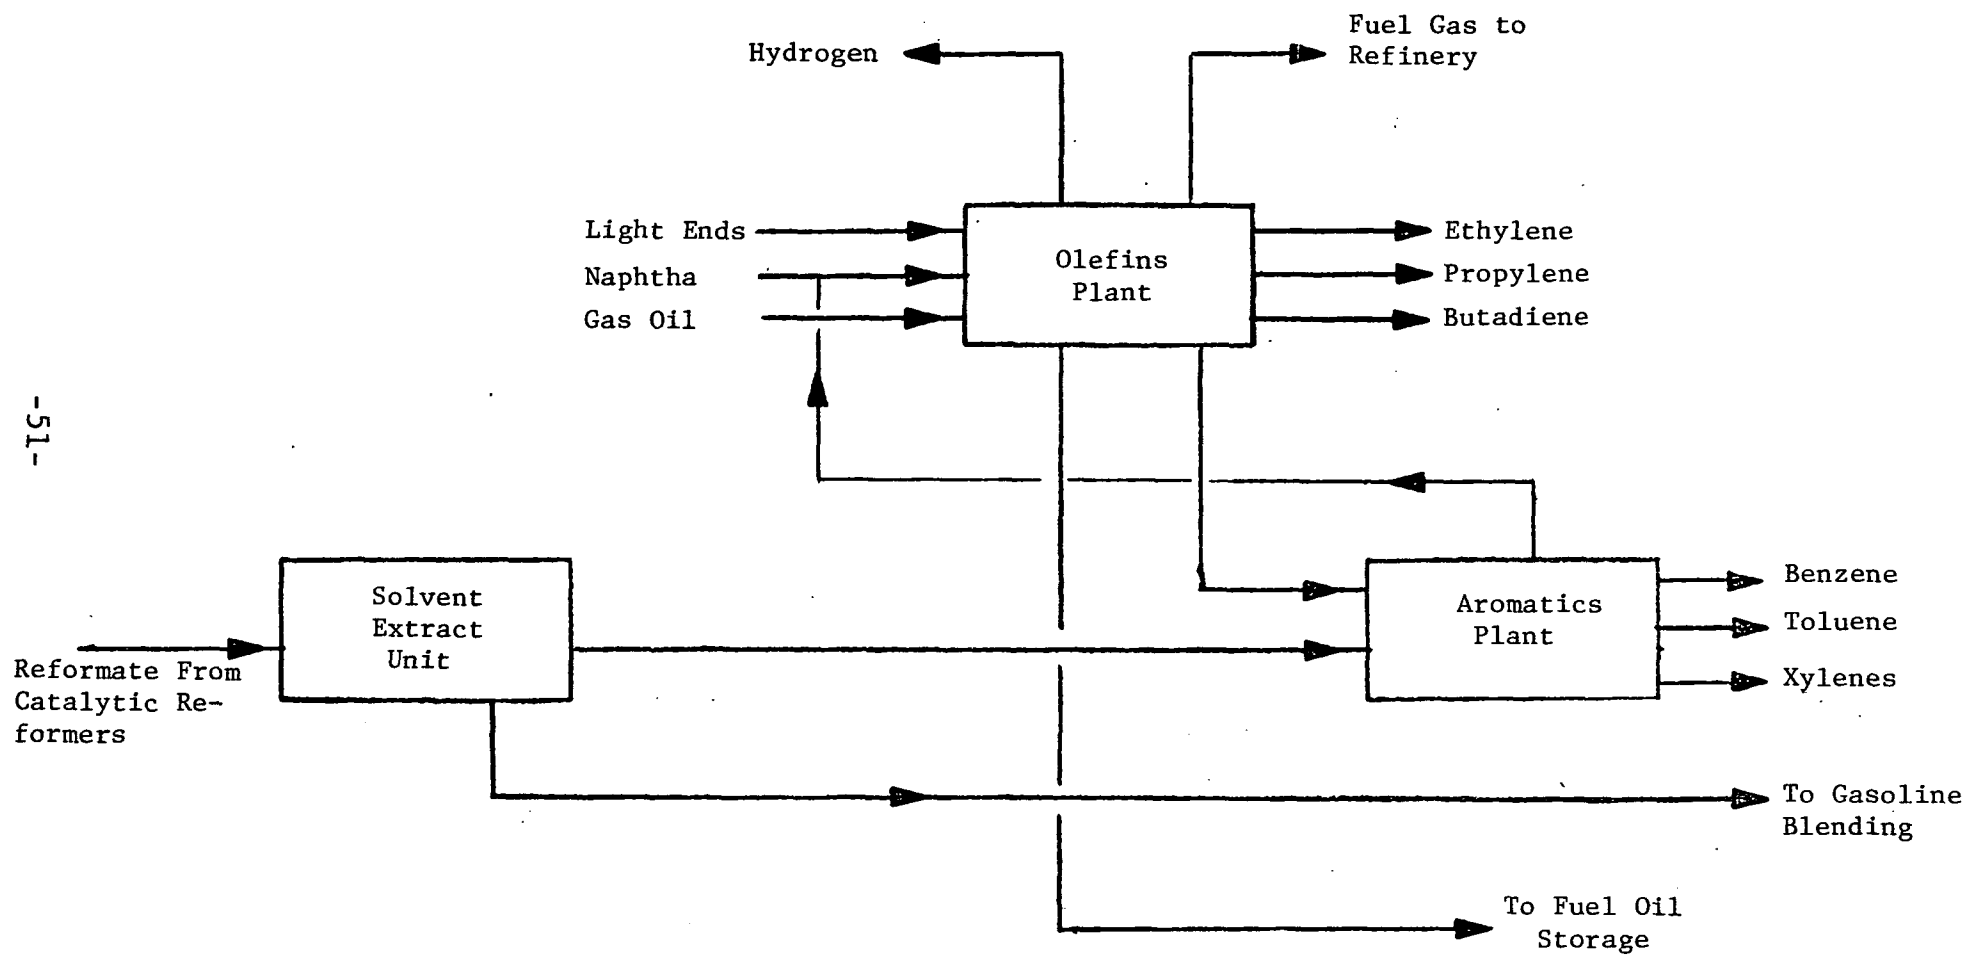 Hydrogen
Fuel Gas to
Refinery
Light Ends
Naphtha
Gas Oil
Olefins
Plant
Ethylene
Propylene
Butadiene
-51-
Solvent
Extract
Unit
Reformate From
Catalytic Re-
formers
Aromatics
Plant
Benzene
Toluene
Xylenes
To Gasoline
Blending
To Fuel Oil
Storage